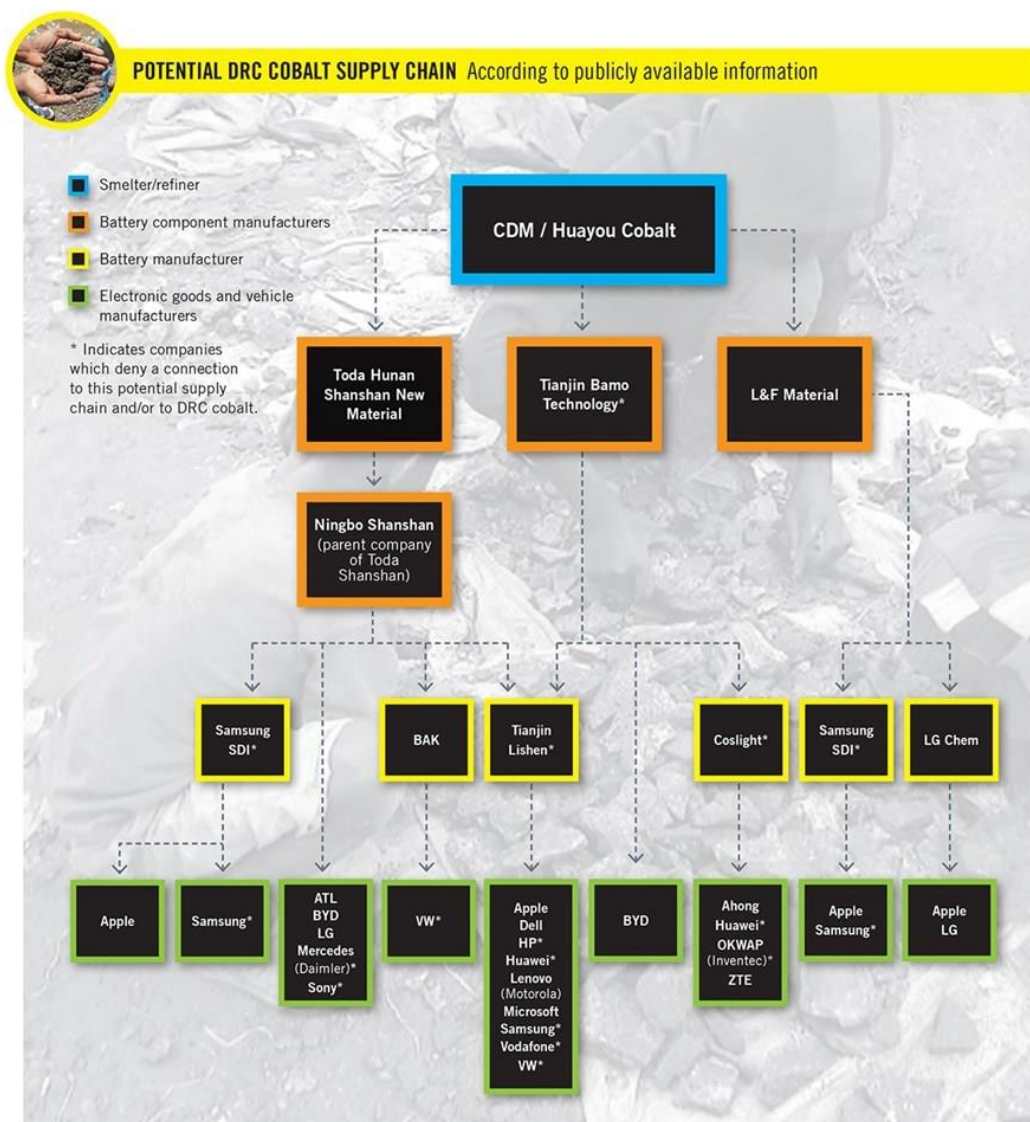 POTENTIAL DRC COBALT SUPPLY CHAIN According to publicly available information
Smelter/refiner
Battery component manufacturers
Battery manufacturer
Electronic goods and vehicle
manufacturers
* Indicates companies
which deny a connection
to this potential supply
chain and/or to DRC cobalt.
CDM / Huayou Cobalt
Toda Hunan
Shanshan New
Material
Tianjin Bamo
Technology*
L&F Material
Ningbo Shanshan
(parent company
of Toda
Shanshan)
Samsung
SDI*
BAK
Tianjin
Lishen*
Coslight*
Samsung
SDI*
LG Chem
Apple
Samsung*
ATL
BYD
LG
Mercedes
(Daimler)*
Sony*
VW*
Apple
Dell
HP*
Huawei*
Lenovo
(Motorola)
Microsoft
Samsung*
Vodafone*
VW*
BYD
Ahong
Huawei*
OKWAP
(Inventec)*
ZTE
Apple
Samsung*
Apple
LG